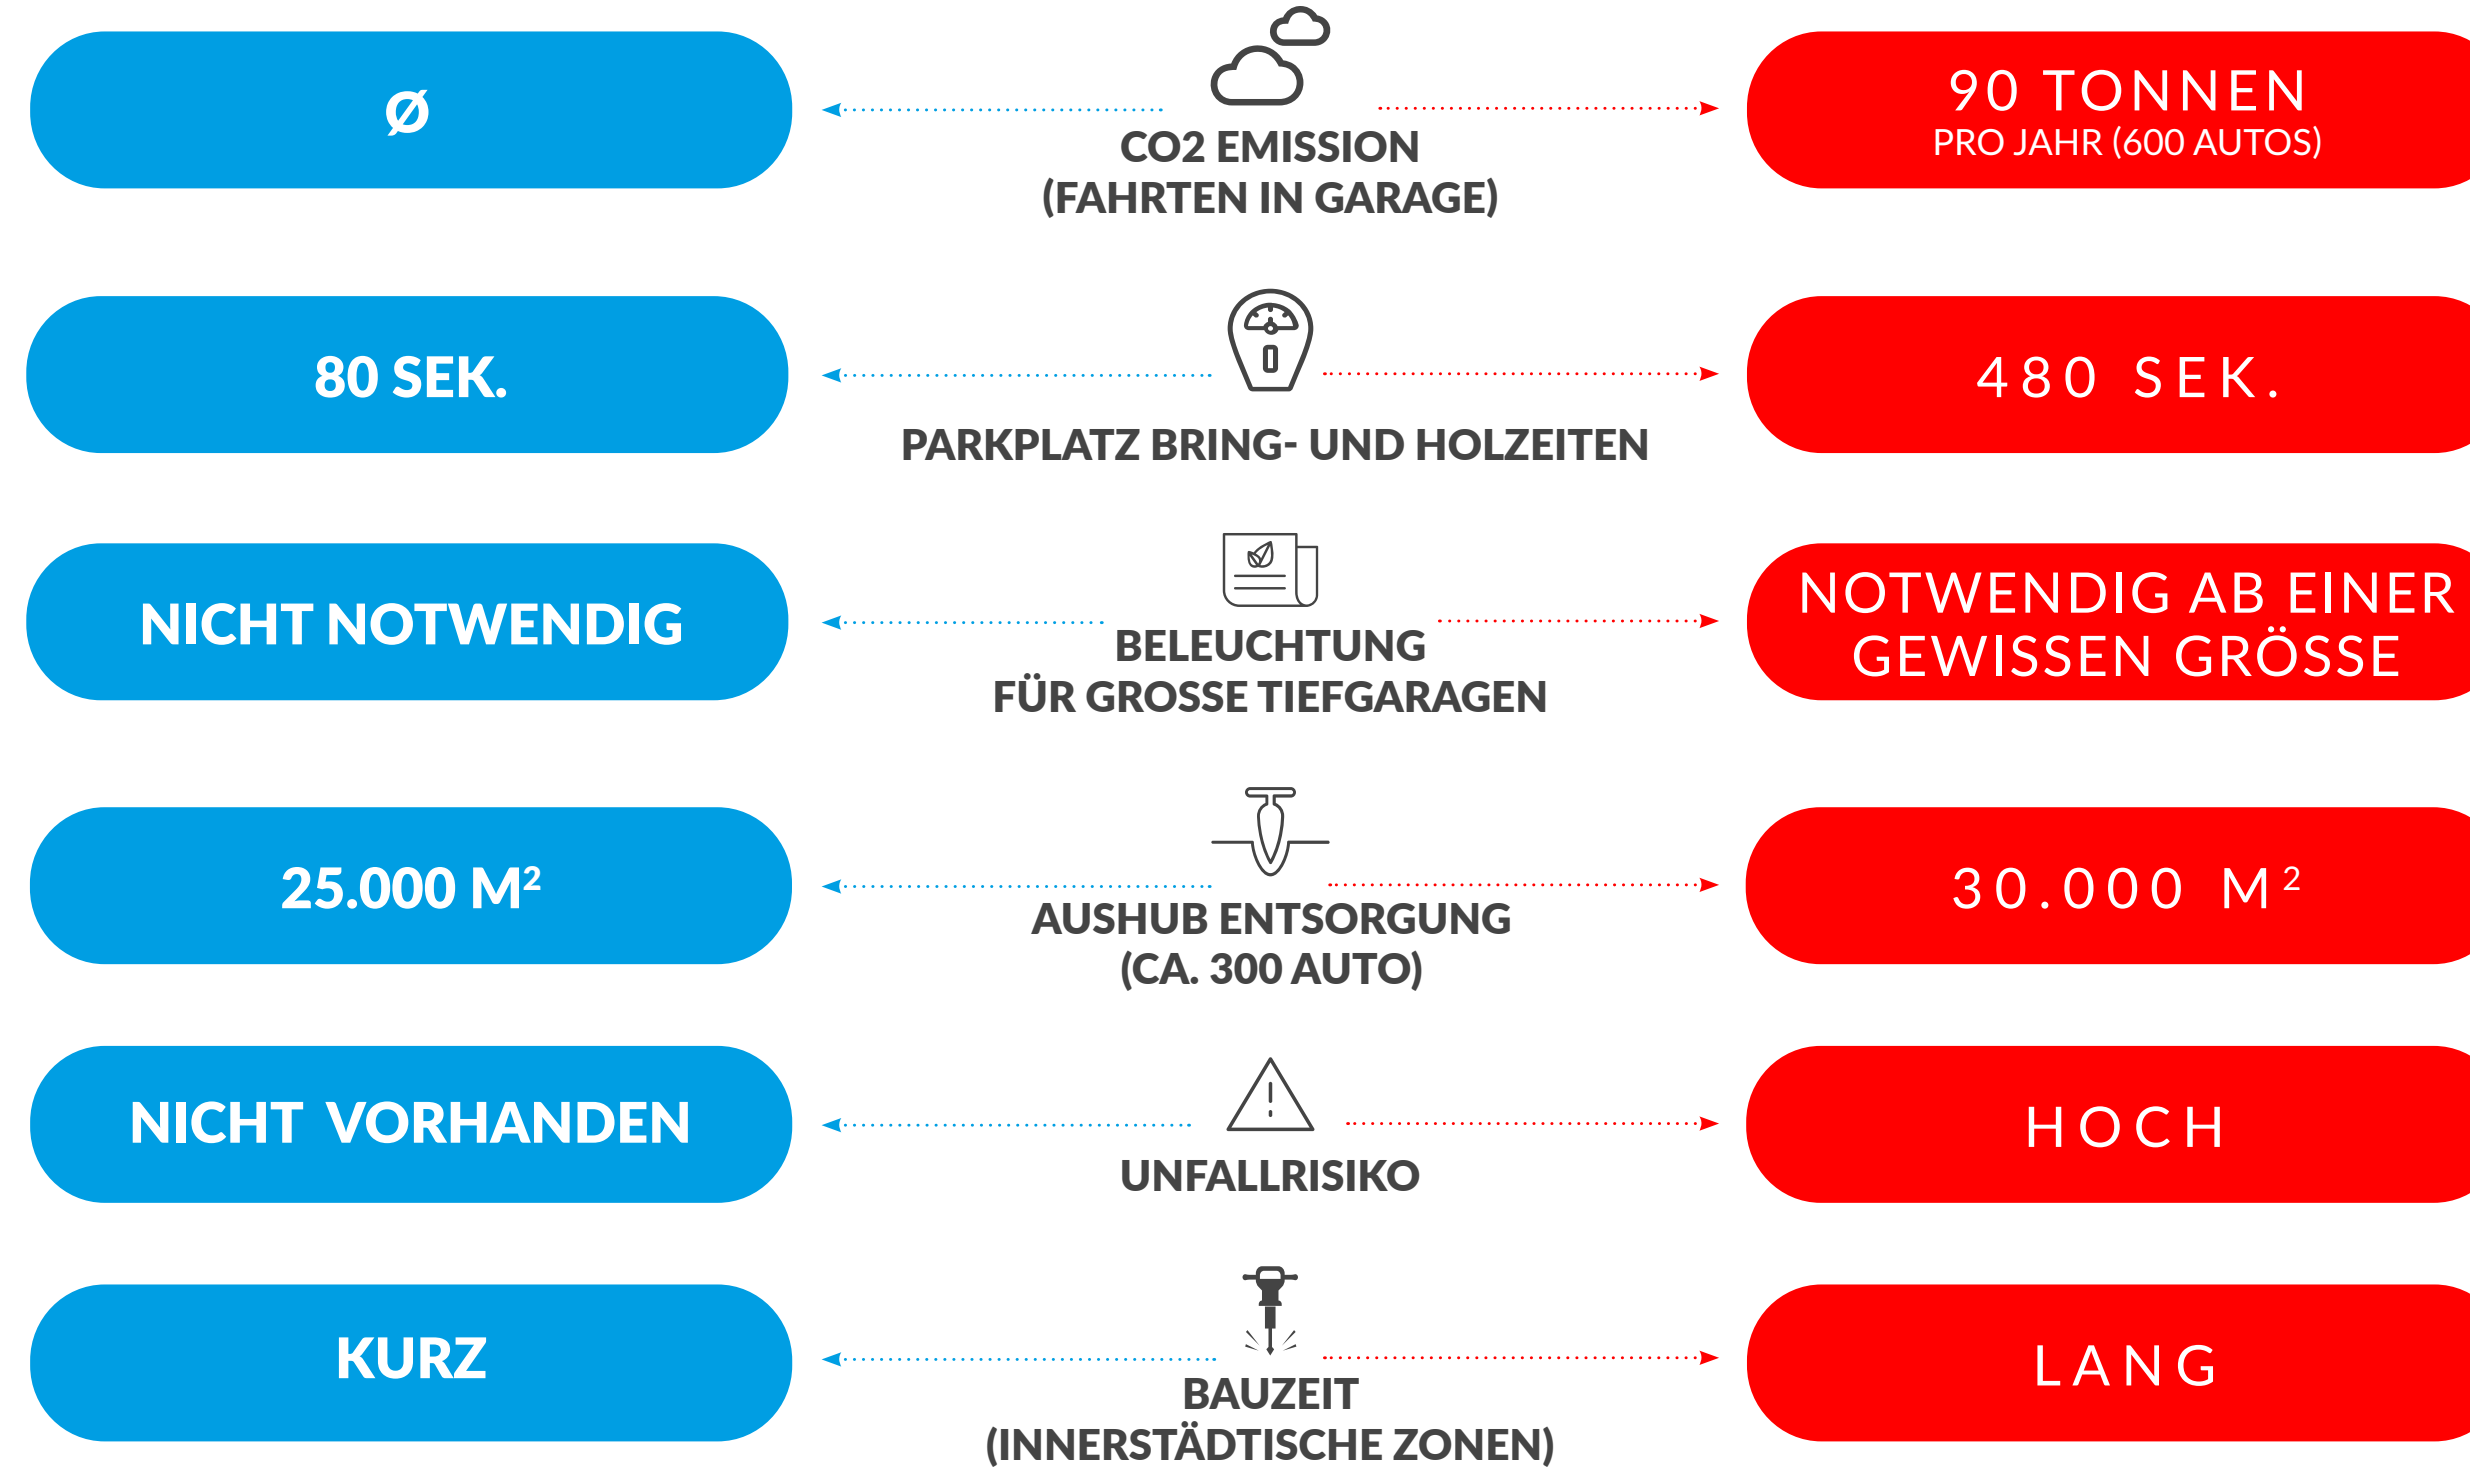 Ø
CO2 EMISSION
(FAHRTEN IN GARAGE)
90 TONNEN
PRO JAHR (600 AUTOS)
80 SEK.
PARKPLATZ BRING- UND HOLZEITEN
480 SEK.
NICHT NOTWENDIG
BELEUCHTUNG
FÜR GROSSE TIEFGARAGEN
NOTWENDIG AB EINER
GEWISSEN GRÖSSE
25.000 M²
AUSHUB ENTSORGUNG
(CA. 300 AUTO)
30.000 M²
NICHT VORHANDEN
UNFALLRISIKO
HOCH
KURZ
BAUZEIT
(INNERSTÄDTISCHE ZONEN)
LANG